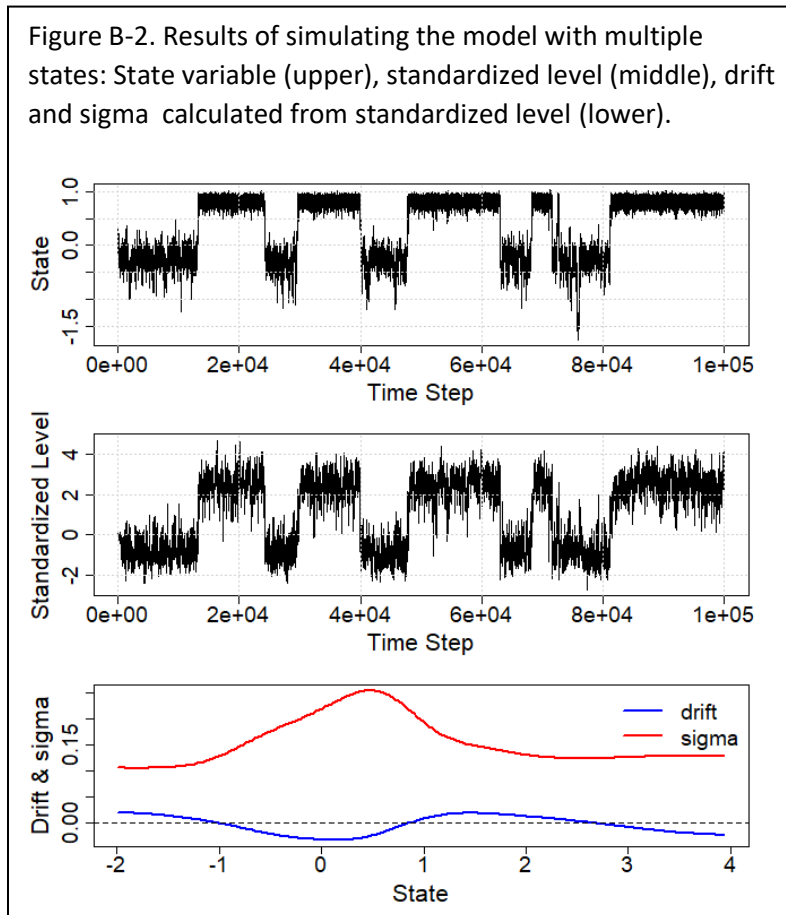 Figure B-2. Results of simulating the model with multiple
states: State variable (upper), standardized level (middle), drift
and sigma calculated from standardized level (lower).
State
1.0
0.0
-1.5
0e+00 2e+04 4e+04 6e+04 8e+04 1e+05
Time Step
Standardized Level
4
2
0
-2
0e+00 2e+04 4e+04 6e+04 8e+04 1e+05
Time Step
Drift & sigma
0.15
0.00
drift
sigma
-2 -1 0 1 2 3 4
State